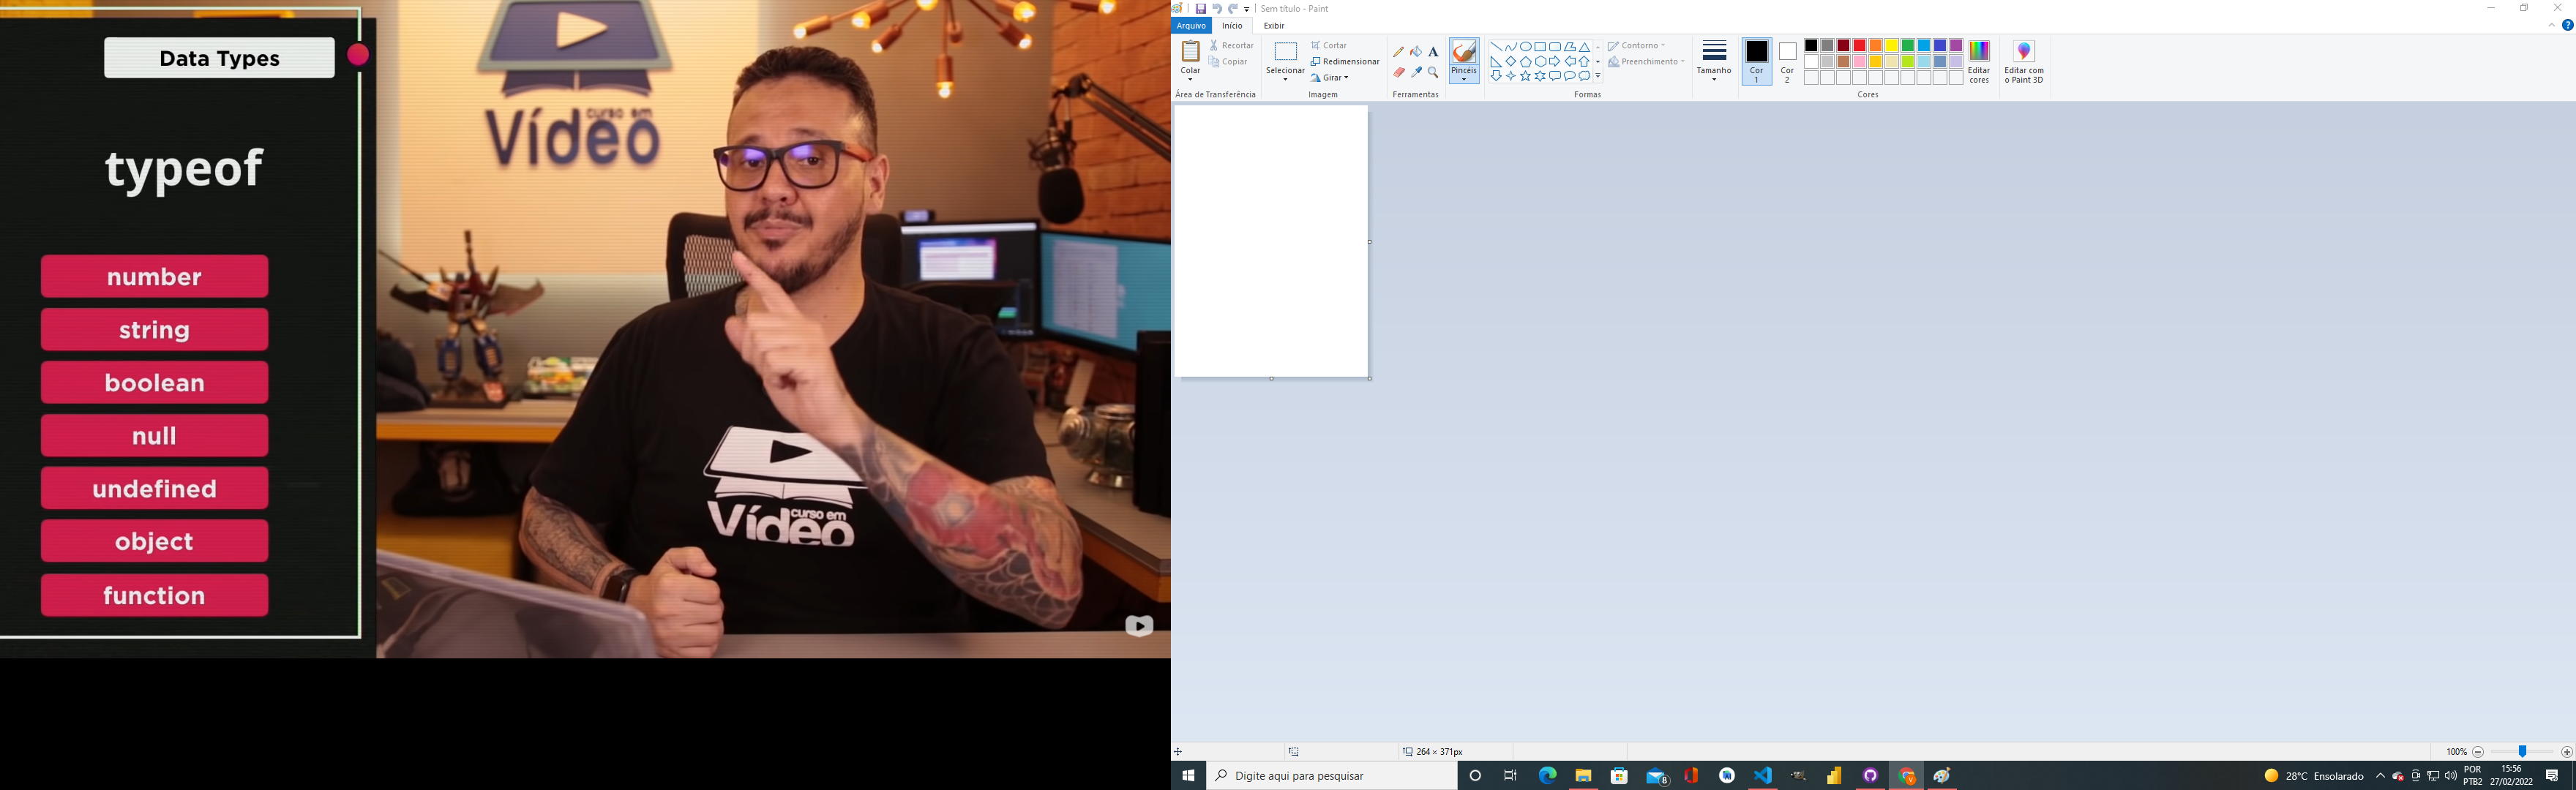 Data Types
typeof
number
string
boolean
null
undefined
object
function
curso em
Vídeo
curso em
Vídeo
Sem título - Paint
Arquivo
Início
Exibir
Colar
Recortar
Copiar
Área de Transferência
Selecionar
Cortar
Redimensionar
Girar
Imagem
A
Ferramentas
Pincéis
Contorno
Preenchimento
Formas
Tamanho
Cor
1
Cor
2
Editar
cores
Cores
Editar com
o Paint 3D
264 × 371px
100%
Digite aqui para pesquisar
8
28°C Ensolarado
POR
PTB2
15:56
27/02/2022